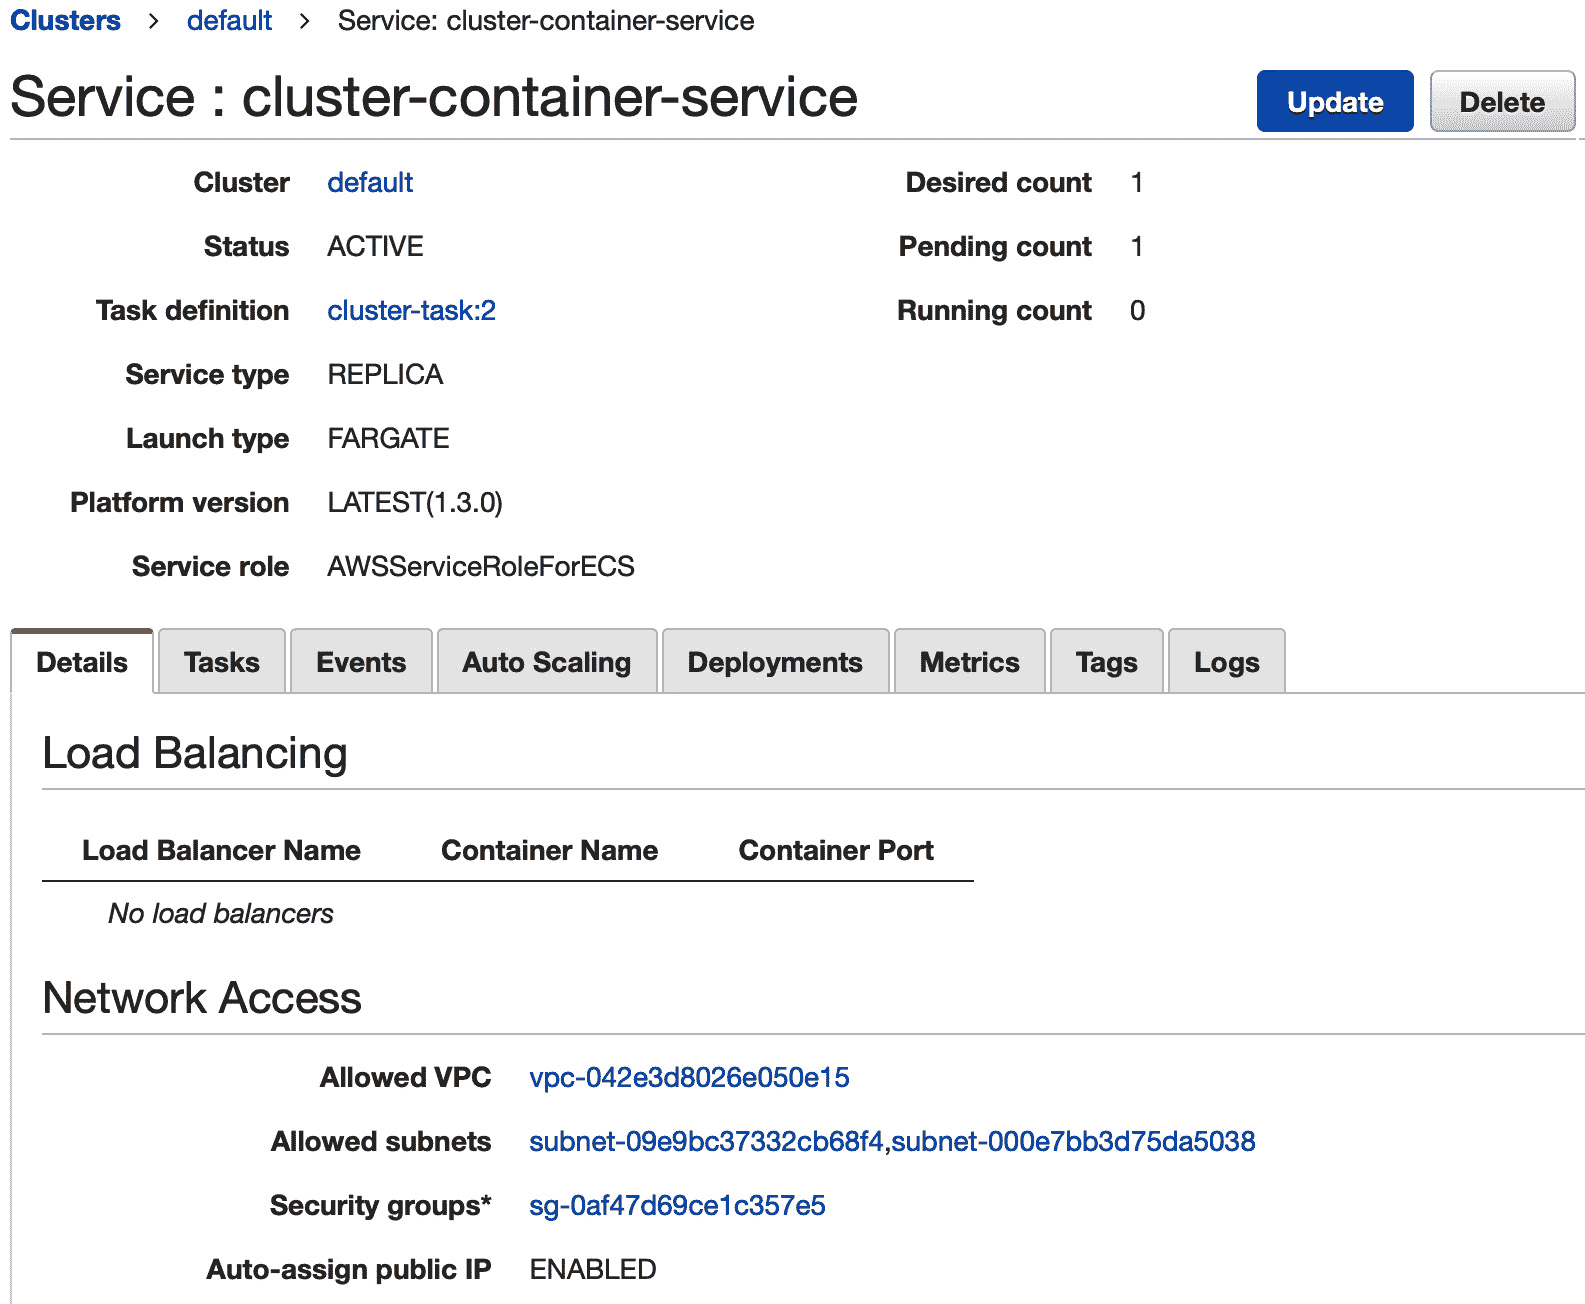 Clusters > default > Service: cluster-container-service
Service : cluster-container-service
Update Delete
Cluster default Desired count 1
Status ACTIVE Pending count 1
Task definition cluster-task:2 Running count 0
Service type REPLICA
Launch type FARGATE
Platform version LATEST(1.3.0)
Service role AWSServiceRoleForECS
Details Tasks Events Auto Scaling Deployments Metrics Tags Logs
Load Balancing
Load Balancer Name Container Name Container Port
No load balancers
Network Access
Allowed VPC vpc-042e3d8026e050e15
Allowed subnets subnet-09e9bc37332cb68f4,subnet-000e7bb3d75da5038
Security groups* sg-0af47d69ce1c357e5
Auto-assign public IP ENABLED